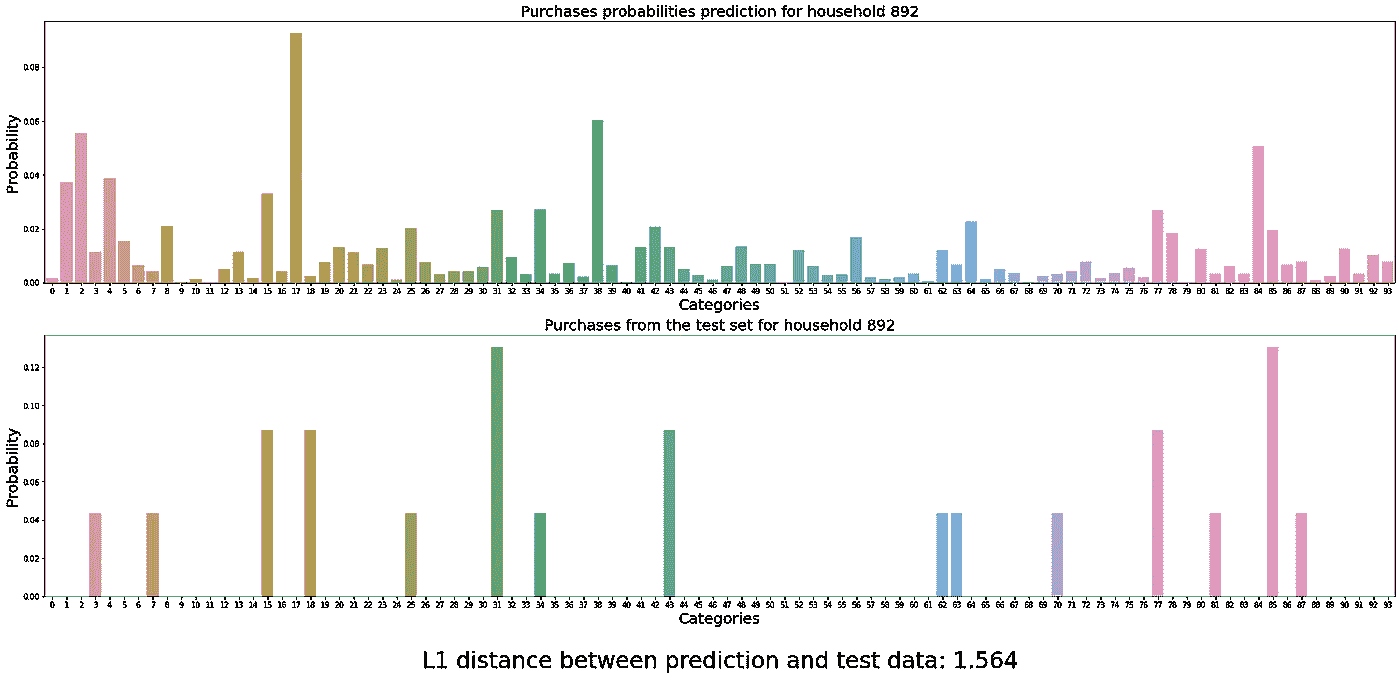 Purchases probabilities prediction for household 892
Probability
0.08
0.06
0.04
0.02
0.00
0 1 2 3 4 5 6 7 8 9 10 11 12 13 14 15 16 17 18 19 20 21 22 23 24 25 26 27 28 29 30 31 32 33 34 35 36 37 38 39 40 41 42 43 44 45 46 47 48 49 50 51 52 53 54 55 56 57 58 59 60 61 62 63 64 65 66 67 68 69 70 71 72 73 74 75 76 77 78 79 80 81 82 83 84 85 86 87 88 89 90 91 92 93
Categories
Purchases from the test set for household 892
Probability
0.12
0.10
0.08
0.06
0.04
0.02
0.00
0 1 2 3 4 5 6 7 8 9 10 11 12 13 14 15 16 17 18 19 20 21 22 23 24 25 26 27 28 29 30 31 32 33 34 35 36 37 38 39 40 41 42 43 44 45 46 47 48 49 50 51 52 53 54 55 56 57 58 59 60 61 62 63 64 65 66 67 68 69 70 71 72 73 74 75 76 77 78 79 80 81 82 83 84 85 86 87 88 89 90 91 92 93
Categories
L1 distance between prediction and test data: 1.564